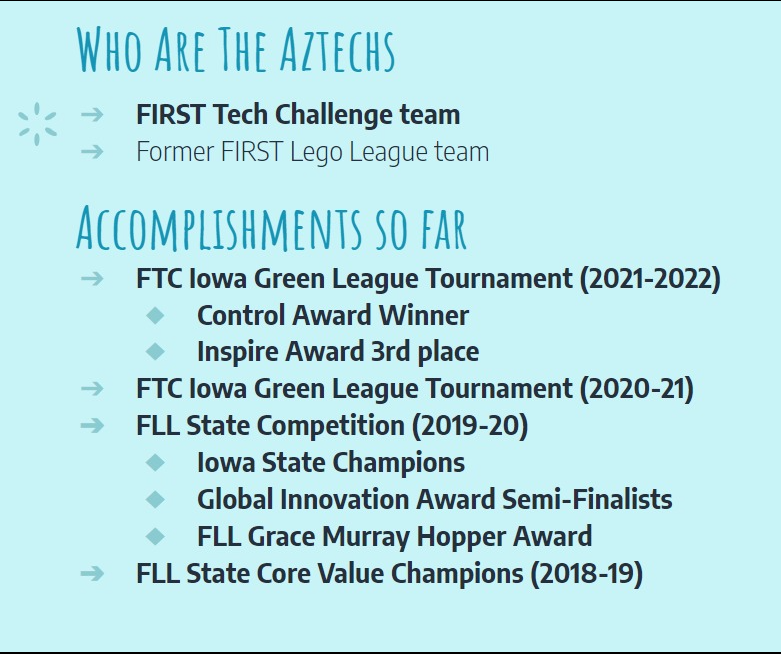 Who Are The Aztechs
➔ FIRST Tech Challenge team
➔ Former FIRST Lego League team
Accomplishments so far
➔ FTC Iowa Green League Tournament (2021-2022)
◆ Control Award Winner
◆ Inspire Award 3rd place
➔ FTC Iowa Green League Tournament (2020-21)
➔ FLL State Competition (2019-20)
◆ Iowa State Champions
◆ Global Innovation Award Semi-Finalists
◆ FLL Grace Murray Hopper Award
➔ FLL State Core Value Champions (2018-19)